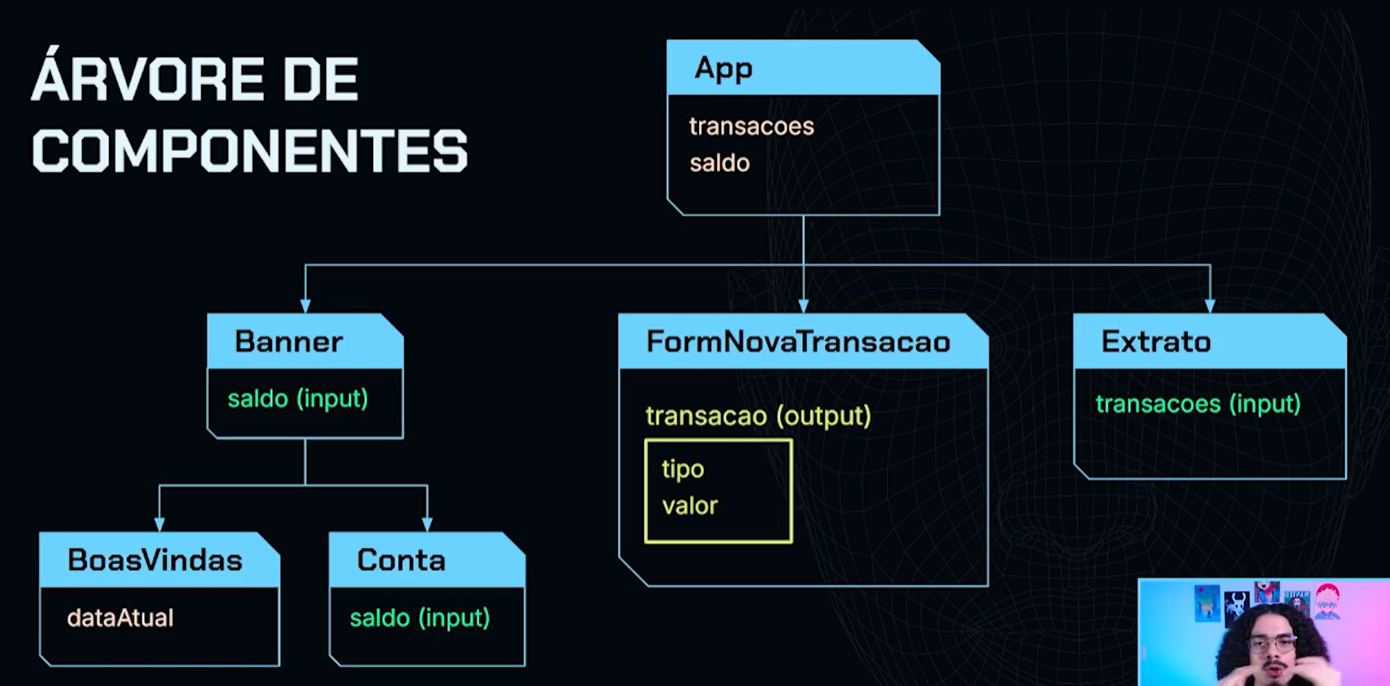 ÁRVORE DE
COMPONENTES
App
transacoes
saldo
Banner
saldo (input)
FormNovaTransacao
transacao (output)
tipo
valor
Extrato
transacoes (input)
BoasVindas
dataAtual
Conta
saldo (input)